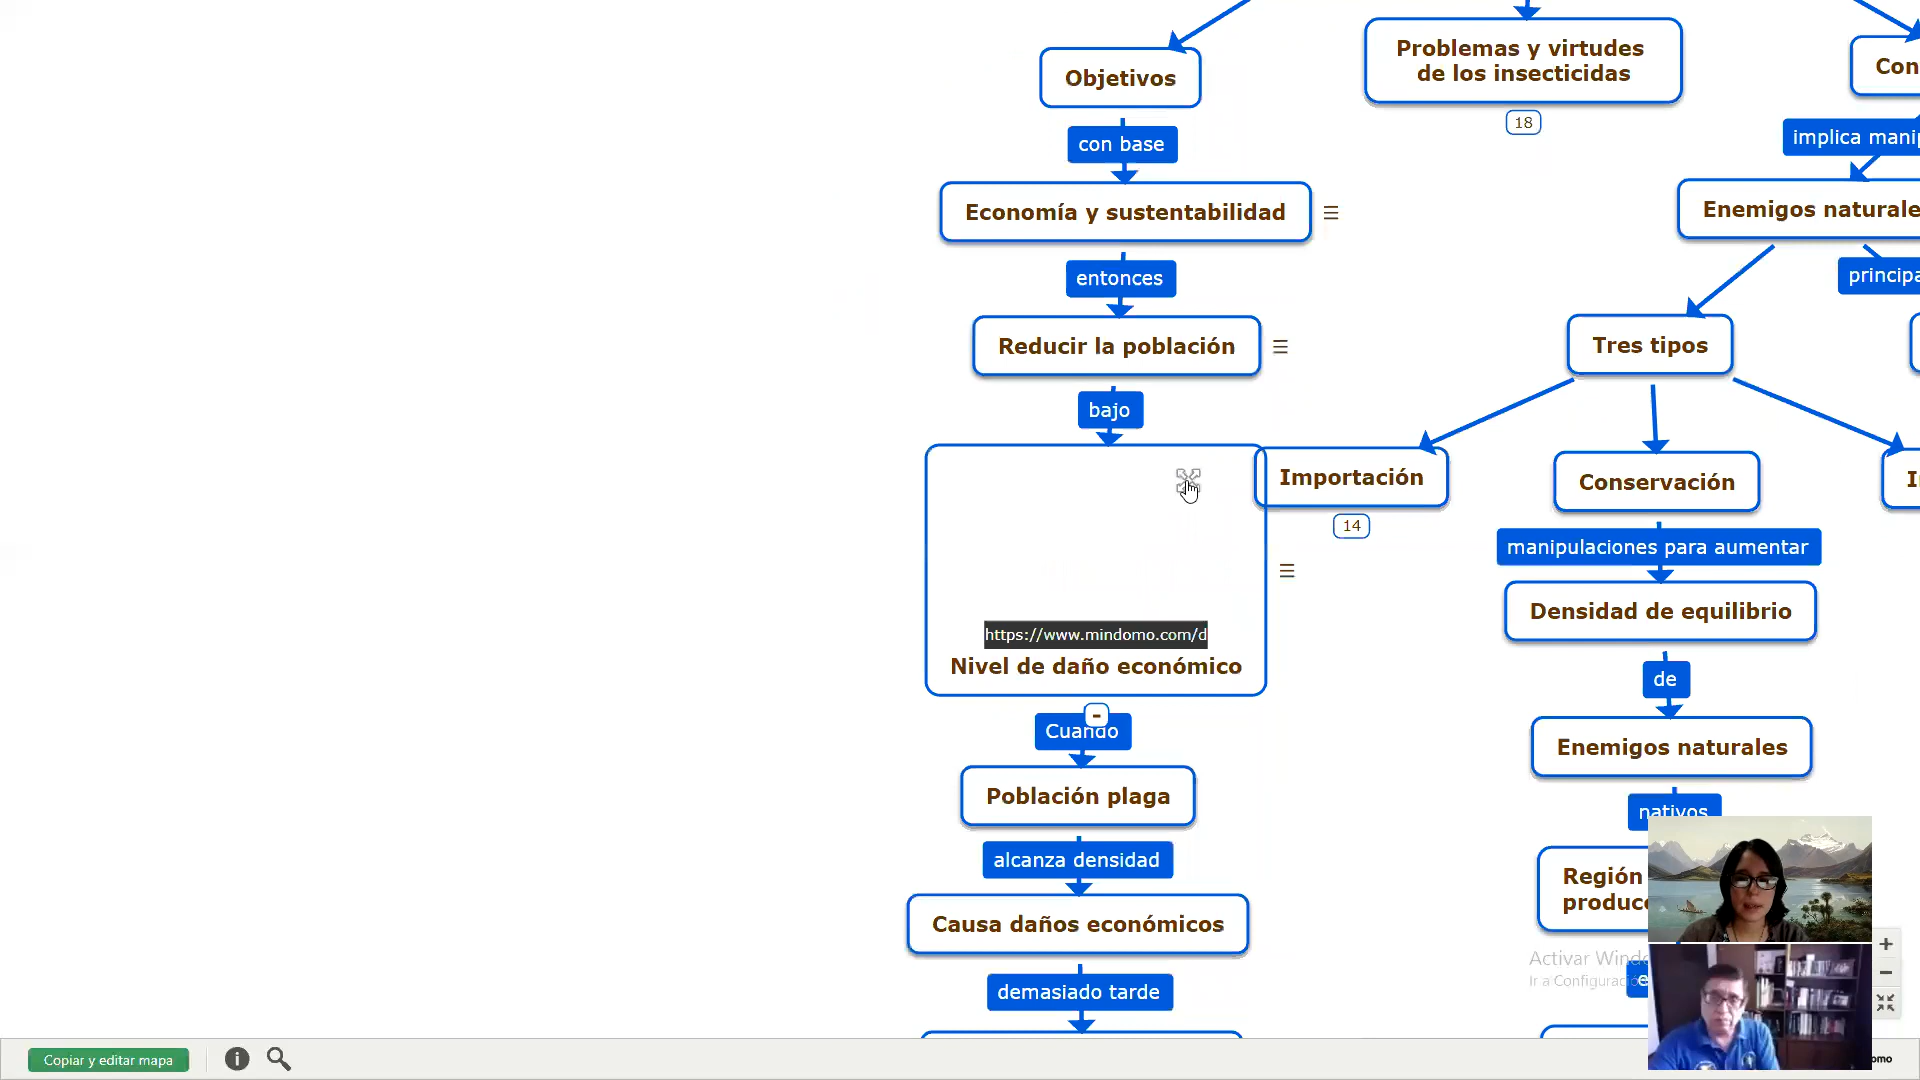 Objetivos
con base
Economía y sustentabilidad
entonces
Reducir la población
bajo
https://www.mindomo.com/d
Nivel de daño económico
-
Cuando
Población plaga
alcanza densidad
Causa daños económicos
demasiado tarde
Problemas y virtudes
de los insecticidas
18
Con
implica mani
Enemigos naturale
principa
Tres tipos
Importación
14
Conservación
manipulaciones para aumentar
Densidad de equilibrio
de
Enemigos naturales
nativos
Región
produc
Activar Wind
Ir a Configuraci
Copiar y editar mapa
omo